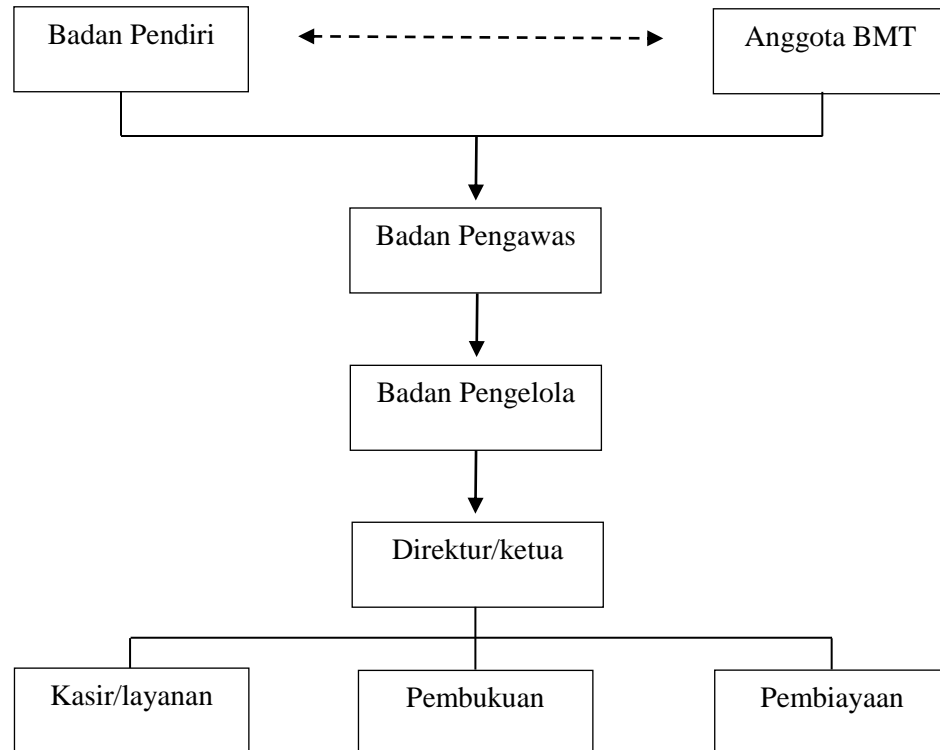 Badan Pendiri
Anggota BMT
Badan Pengawas
Badan Pengelola
Direktur/ketua
Kasir/layanan
Pembukuan
Pembiayaan